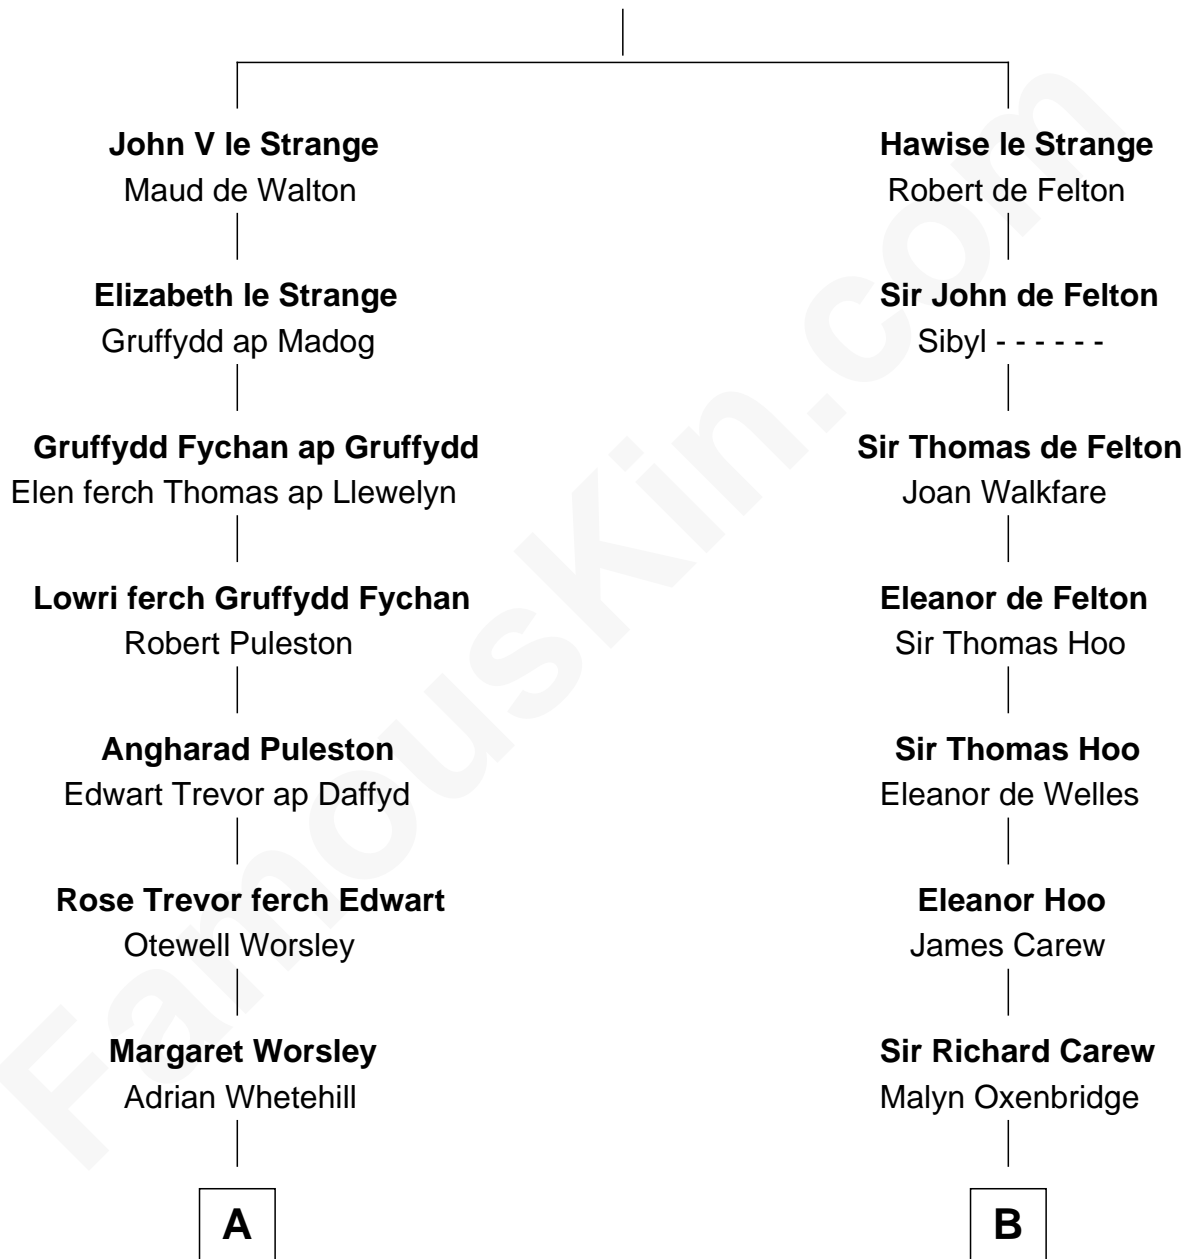 John V le Strange
Maud de Walton
Elizabeth le Strange
Gruffydd ap Madog
Gruffydd Fychan ap Gruffydd
Elen ferch Thomas ap Llewelyn
Lowri ferch Gruffydd Fychan
Robert Puleston
Angharad Puleston
Edwart Trevor ap Daffyd
Rose Trevor ferch Edwart
Otewell Worsley
Margaret Worsley
Adrian Whetehill
A
Hawise le Strange
Robert de Felton
Sir John de Felton
Sibyl - - - - - -
Sir Thomas de Felton
Joan Walkfare
Eleanor de Felton
Sir Thomas Hoo
Sir Thomas Hoo
Eleanor de Welles
Eleanor Hoo
James Carew
Sir Richard Carew
Malyn Oxenbridge
B
FamousKin.com